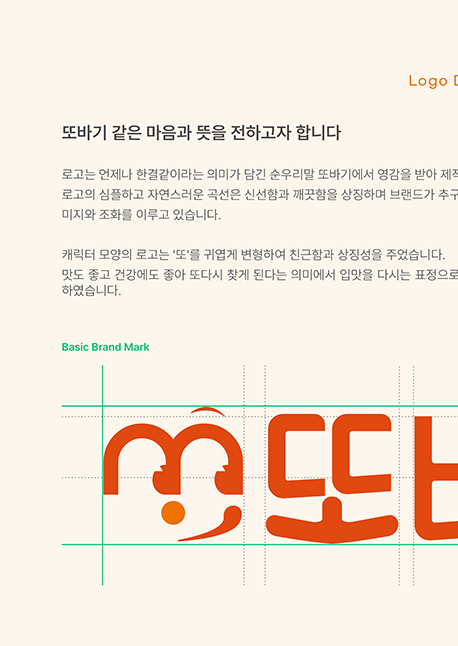 Logo D
또바기 같은 마음과 뜻을 전하고자 합니다
로고는 언제나 한결같이라는 의미가 담긴 순우리말 또바기에서 영감을 받아 제작
로고의 심플하고 자연스러운 곡선은 신선함과 깨끗함을 상징하며 브랜드가 추구
미지와 조화를 이루고 있습니다.
캐릭터 모양의 로고는 '또'를 귀엽게 변형하여 친근함과 상징성을 주었습니다.
맛도 좋고 건강에도 좋아 또다시 찾게 된다는 의미에서 입맛을 다시는 표정으로
하였습니다.
Basic Brand Mark
또